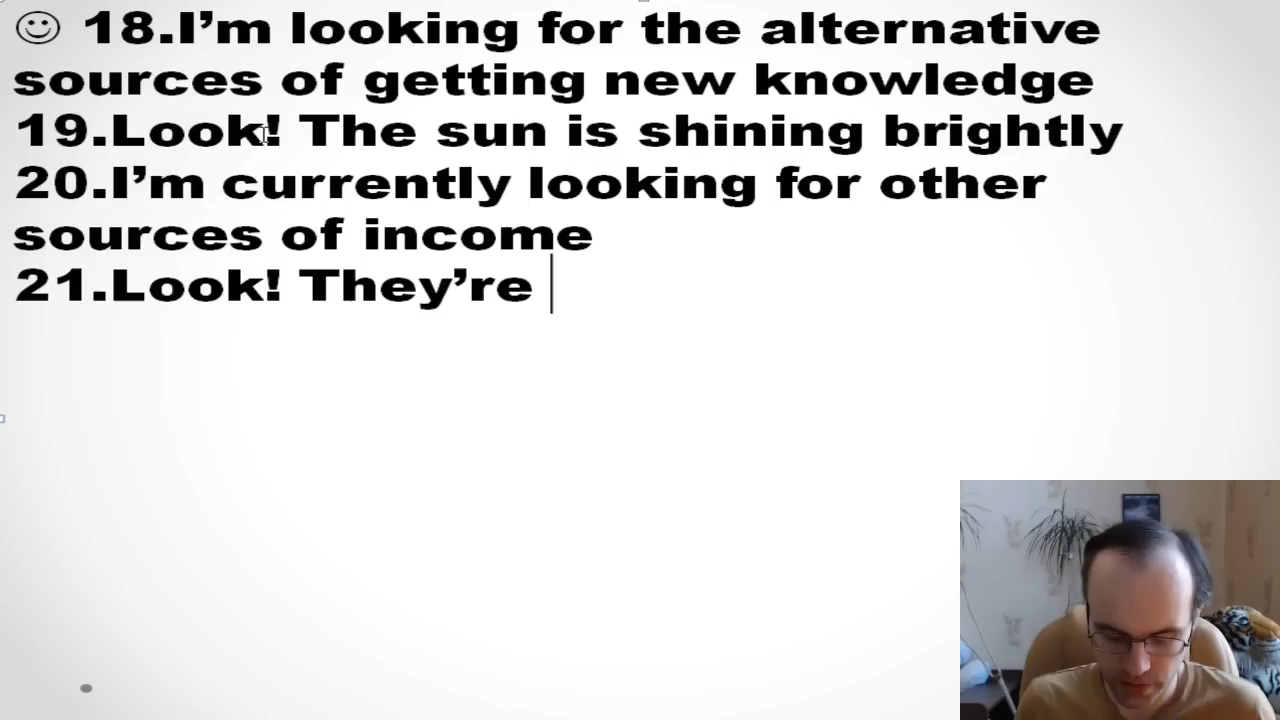 ☺ 18.I’m looking for the alternative
sources of getting new knowledge
19.Look! The sun is shining brightly
20.I’m currently looking for other
sources of income
21.Look! They’re